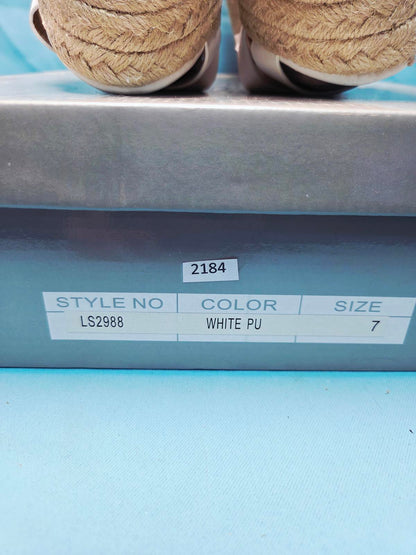 2184
STYLE NO COLOR SIZE
LS2988 WHITE PU 7